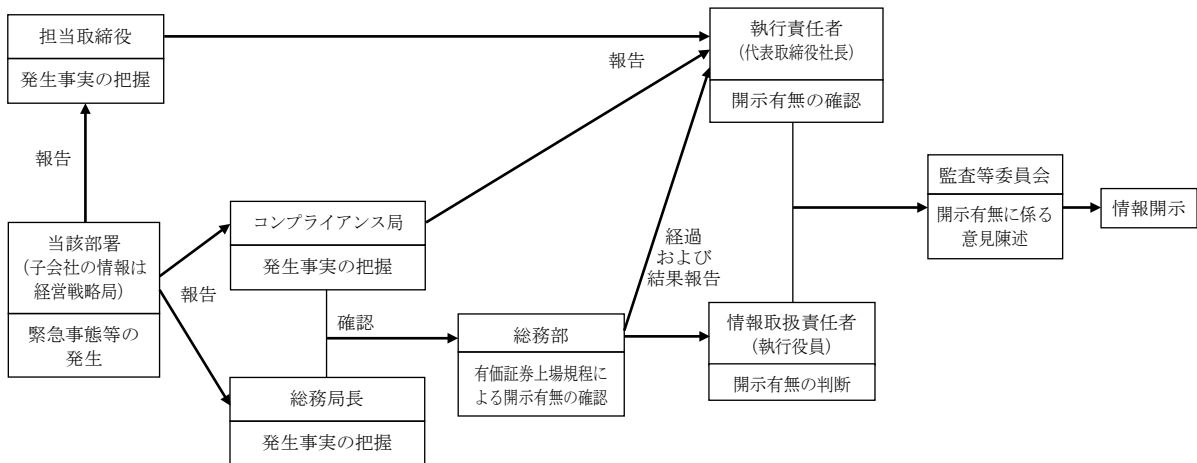 担当取締役
発生事実の把握
報告
当該部署
(子会社の情報は
経営戦略局)
緊急事態等の
発生
報告
コンプライアンス局
発生事実の把握
総務局長
発生事実の把握
確認
総務部
有価証券上場規程に
よる開示有無の確認
報告
経過
および
結果報告
執行責任者
(代表取締役社長)
開示有無の確認
情報取扱責任者
(執行役員)
開示有無の判断
監査等委員会
開示有無に係る
意見陳述
情報開示